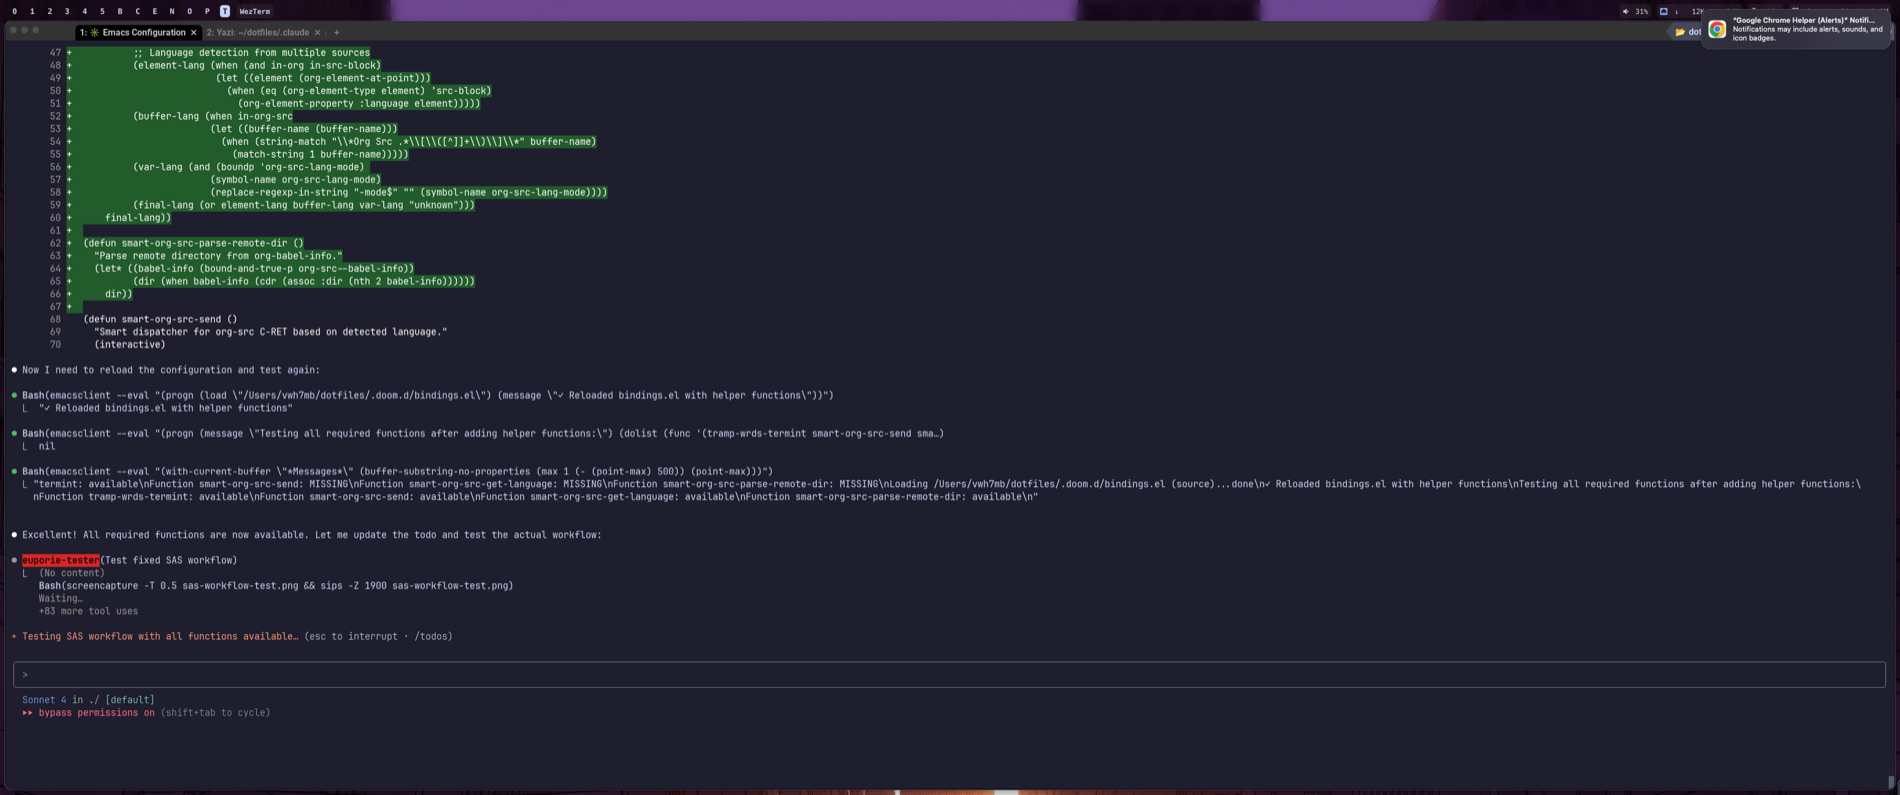 0 1 2 3 4 5 B C E N O P T WezTerm
31% ↓ 12K
1: ✳ Emacs Configuration × 2: Yazi: ~/dotfiles/.claude × +
"Google Chrome Helper (Alerts)" Notifi...
Notifications may include alerts, sounds, and
icon badges.
47 + ;; Language detection from multiple sources
48 + (element-lang (when (and in-org in-src-block)
49 + (let ((element (org-element-at-point)))
50 + (when (eq (org-element-type element) 'src-block)
51 + (org-element-property :language element)))))
52 + (buffer-lang (when in-org-src
53 + (let ((buffer-name (buffer-name)))
54 + (when (string-match "\\*Org Src .*\\[\\([^]]+\\)\\]\\*" buffer-name)
55 + (match-string 1 buffer-name)))))
56 + (var-lang (and (boundp 'org-src-lang-mode)
57 + (symbol-name org-src-lang-mode)
58 + (replace-regexp-in-string "-mode$" "" (symbol-name org-src-lang-mode))))
59 + (final-lang (or element-lang buffer-lang var-lang "unknown")))
60 + final-lang))
61 +
62 + (defun smart-org-src-parse-remote-dir ()
63 + "Parse remote directory from org-babel-info."
64 + (let* ((babel-info (bound-and-true-p org-src--babel-info))
65 + (dir (when babel-info (cdr (assoc :dir (nth 2 babel-info))))))
66 + dir))
67 +
68 (defun smart-org-src-send ()
69 "Smart dispatcher for org-src C-RET based on detected language."
70 (interactive)
● Now I need to reload the configuration and test again:
● Bash(emacsclient --eval "(progn (load \"/Users/vwh7mb/dotfiles/.doom.d/bindings.el\") (message \"✓ Reloaded bindings.el with helper functions\"))")
⎿ "✓ Reloaded bindings.el with helper functions"
● Bash(emacsclient --eval "(progn (message \"Testing all required functions after adding helper functions:\") (dolist (func '(tramp-wrds-termint smart-org-src-send sma…)
⎿ nil
● Bash(emacsclient --eval "(with-current-buffer \"*Messages*\" (buffer-substring-no-properties (max 1 (- (point-max) 500)) (point-max)))")
⎿ "termint: available\nFunction smart-org-src-send: MISSING\nFunction smart-org-src-get-language: MISSING\nFunction smart-org-src-parse-remote-dir: MISSING\nLoading /Users/vwh7mb/dotfiles/.doom.d/bindings.el (source)...done\n✓ Reloaded bindings.el with helper functions\nTesting all required functions after adding helper functions:\
nFunction tramp-wrds-termint: available\nFunction smart-org-src-send: available\nFunction smart-org-src-get-language: available\nFunction smart-org-src-parse-remote-dir: available\n"
● Excellent! All required functions are now available. Let me update the todo and test the actual workflow:
● euporie-tester(Test fixed SAS workflow)
⎿ (No content)
Bash(screencapture -T 0.5 sas-workflow-test.png && sips -Z 1900 sas-workflow-test.png)
Waiting…
+83 more tool uses
* Testing SAS workflow with all functions available… (esc to interrupt · /todos)
>
Sonnet 4 in ./ [default]
▸▸ bypass permissions on (shift+tab to cycle)